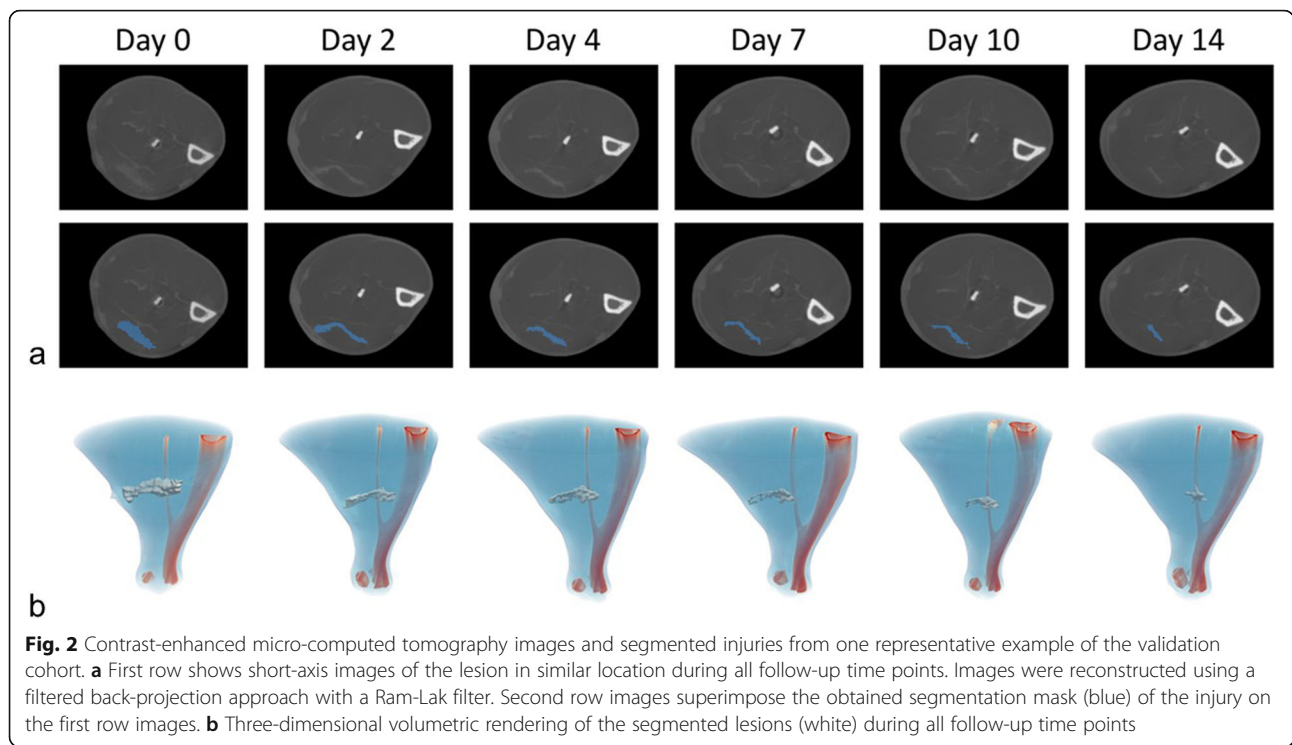 Day 0 Day 2 Day 4 Day 7 Day 10 Day 14
a
b
Fig. 2 Contrast-enhanced micro-computed tomography images and segmented injuries from one representative example of the validation
cohort. a First row shows short-axis images of the lesion in similar location during all follow-up time points. Images were reconstructed using a
filtered back-projection approach with a Ram-Lak filter. Second row images superimpose the obtained segmentation mask (blue) of the injury on
the first row images. b Three-dimensional volumetric rendering of the segmented lesions (white) during all follow-up time points